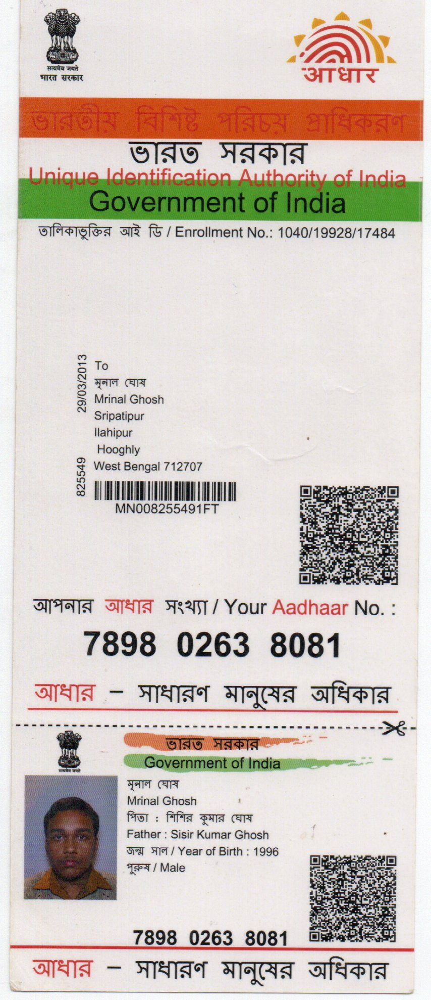 सत्यमेव जयते
भारत सरकार
आधार
ভারতীয় বিশিষ্ট পরিচয় প্রাধিকরণ
ভারত সরকার
Unique Identification Authority of India
Government of India
তালিকাভুক্তির আই ডি / Enrollment No.: 1040/19928/17484
29/03/2013
To
মৃনাল ঘোষ
Mrinal Ghosh
Sripatipur
Ilahipur
Hooghly
West Bengal 712707
825549
MN008255491FT
আপনার আধার সংখ্যা / Your Aadhaar No. :
7898 0263 8081
আধার – সাধারণ মানুষের অধিকার
सत्यमेव जयते
ভারত সরকার
Government of India
মৃনাল ঘোষ
Mrinal Ghosh
পিতা : শিশির কুমার ঘোষ
Father : Sisir Kumar Ghosh
জন্ম সাল / Year of Birth : 1996
পুরুষ / Male
7898 0263 8081
আধার – সাধারণ মানুষের অধিকার